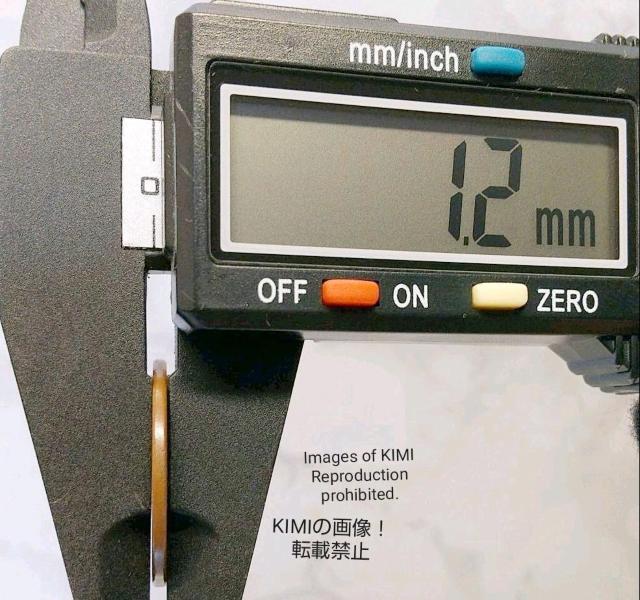 mm/inch
1.2 mm
OFF ON ZERO
0
Images of KIMI
Reproduction
prohibited.
KIMIの画像！
転載禁止